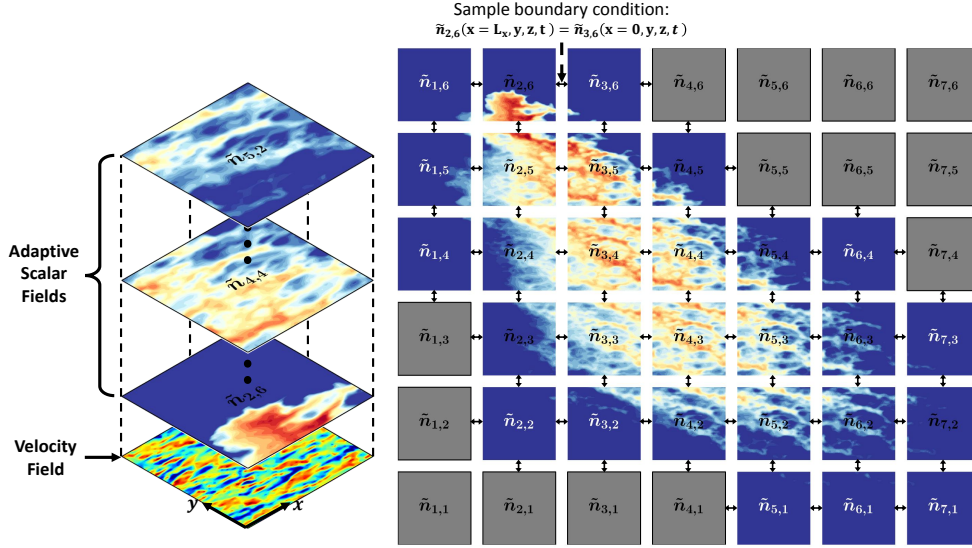 Sample boundary condition:
ñ₂,₆(x = Lₓ, y, z, t) = ñ₃,₆(x = 0, y, z, t)
ñ₅,₂
Adaptive
Scalar
Fields
ñ₄,₄
ñ₂,₆
Velocity
Field
y
x
ñ₁,₆ ñ₂,₆ ñ₃,₆ ñ₄,₆ ñ₅,₆ ñ₆,₆ ñ₇,₆
ñ₁,₅ ñ₂,₅ ñ₃,₅ ñ₄,₅ ñ₅,₅ ñ₆,₅ ñ₇,₅
ñ₁,₄ ñ₂,₄ ñ₃,₄ ñ₄,₄ ñ₅,₄ ñ₆,₄ ñ₇,₄
ñ₁,₃ ñ₂,₃ ñ₃,₃ ñ₄,₃ ñ₅,₃ ñ₆,₃ ñ₇,₃
ñ₁,₂ ñ₂,₂ ñ₃,₂ ñ₄,₂ ñ₅,₂ ñ₆,₂ ñ₇,₂
ñ₁,₁ ñ₂,₁ ñ₃,₁ ñ₄,₁ ñ₅,₁ ñ₆,₁ ñ₇,₁